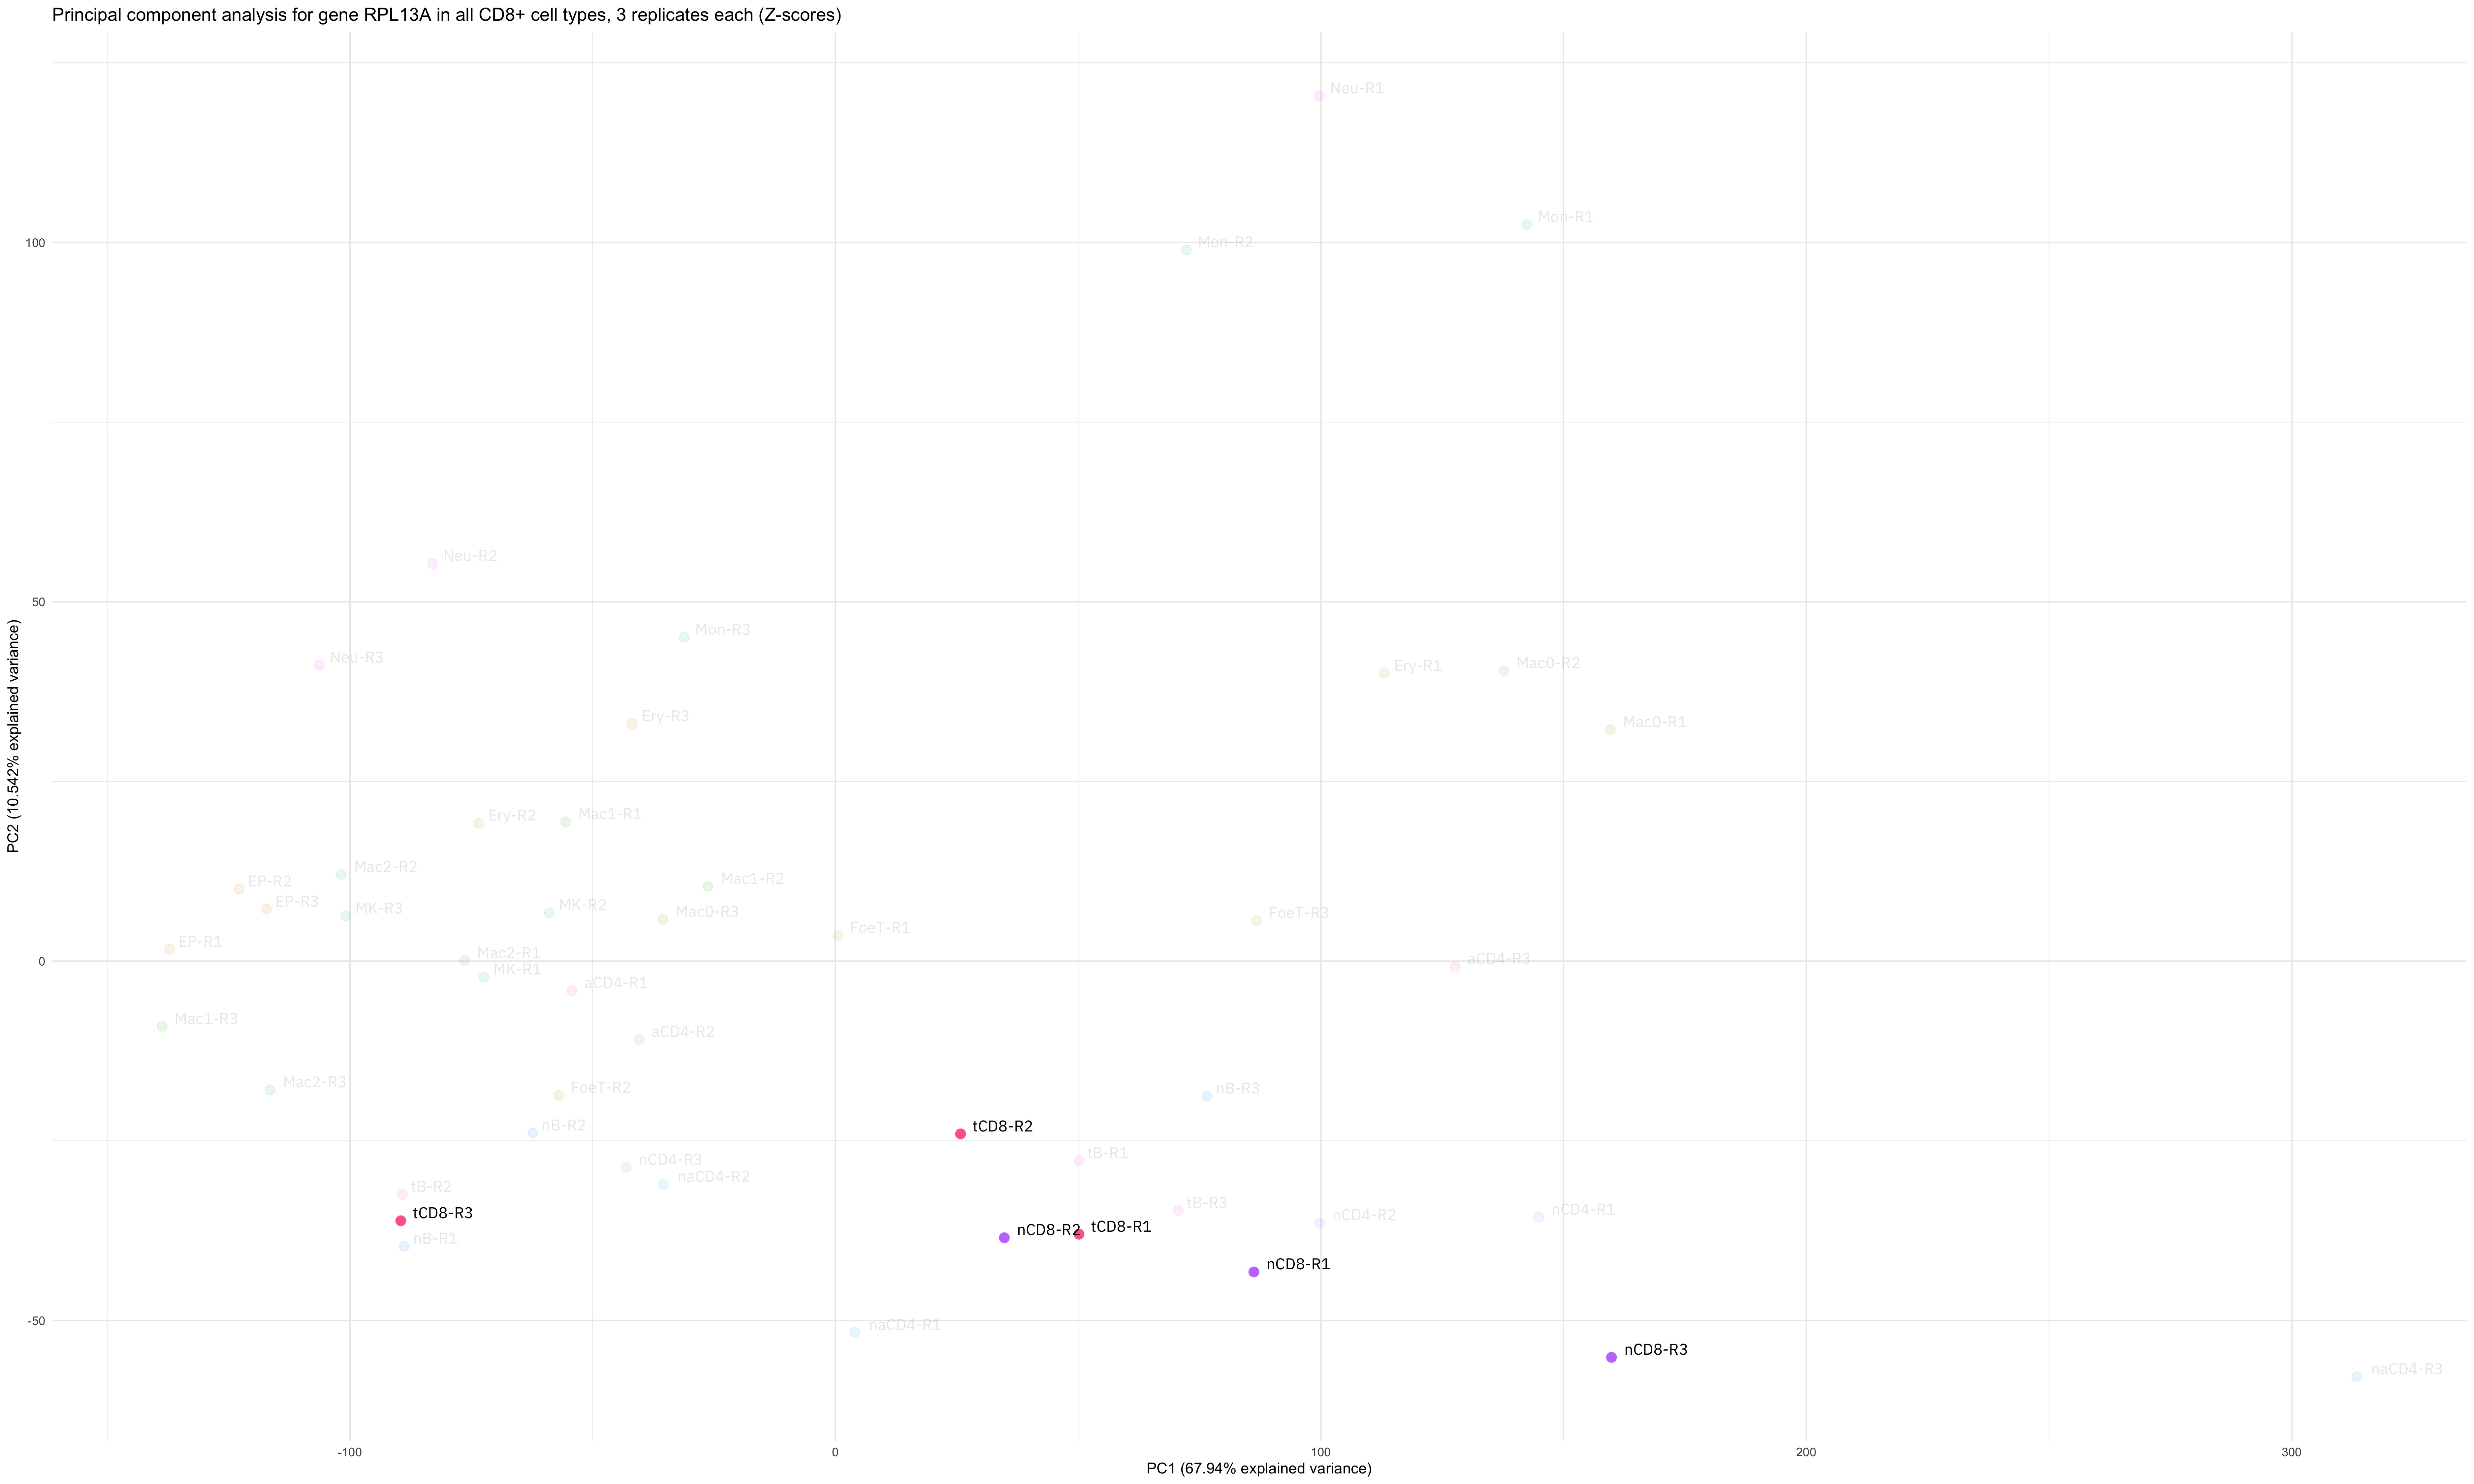 Principal component analysis for gene RPL13A in all CD8+ cell types, 3 replicates each (Z-scores)
Neu-R1
Mon-R1
Mon-R2
100
Neu-R2
50
Mon-R3
Neu-R3
Ery-R1
Mac0-R2
Ery-R3
Mac0-R1
Ery-R2
Mac1-R1
Mac2-R2
EP-R2
Mac1-R2
EP-R3
MK-R3
MK-R2
Mac0-R3
FoeT-R3
FoeT-R1
EP-R1
Mac2-R1
0
aCD4-R3
MK-R1
aCD4-R1
Mac1-R3
aCD4-R2
Mac2-R3
FoeT-R2
nB-R3
nB-R2
tCD8-R2
tB-R1
nCD4-R3
naCD4-R2
tB-R2
tB-R3
nCD4-R1
tCD8-R3
nCD4-R2
tCD8-R1
nCD8-R2
nB-R1
nCD8-R1
-50
naCD4-R1
nCD8-R3
naCD4-R3
-100
0
100
200
300
PC1 (67.94% explained variance)
PC2 (10.542% explained variance)